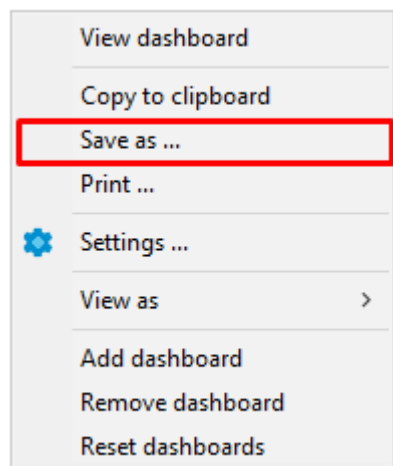 View dashboard
Copy to clipboard
Save as ...
Print ...
Settings ...
View as
Add dashboard
Remove dashboard
Reset dashboards